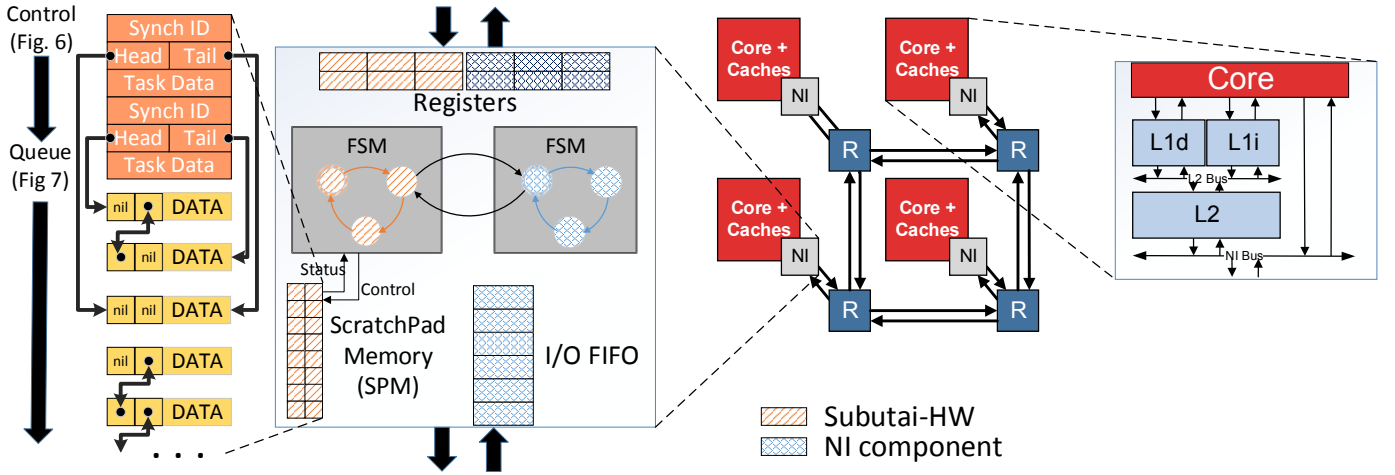 Control
(Fig. 6)
Queue
(Fig 7)
Synch ID
Head Tail
Task Data
Synch ID
Head Tail
Task Data
nil DATA
nil DATA
nil nil DATA
nil DATA
DATA
. . .
Registers
FSM FSM
Status
Control
ScratchPad
Memory
(SPM)
I/O FIFO
Core +
Caches
NI
R
Core +
Caches
NI
R
Core +
Caches
NI
R
Core +
Caches
NI
R
Subutai-HW
NI component
Core
L1d L1i
L2 Bus
L2
NI Bus